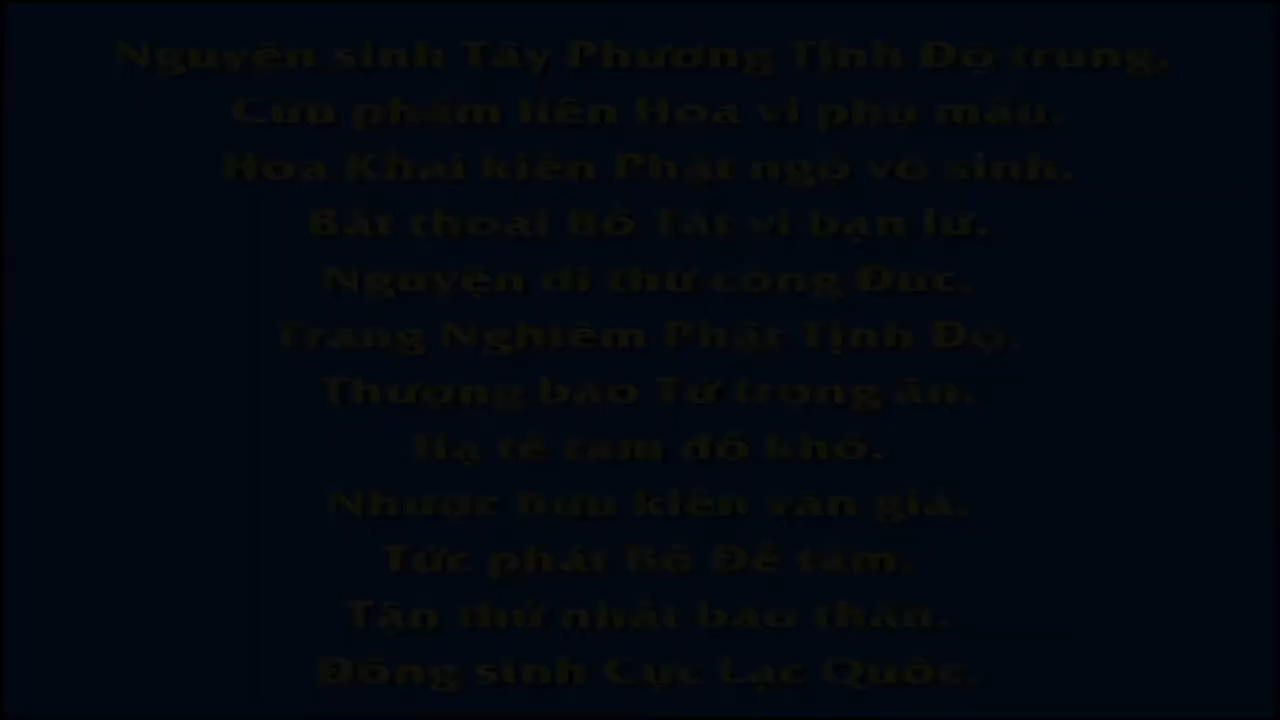 Nguyện sinh Tây Phương Tịnh Độ trung.
Cửu phẩm liên Hoa vi phụ mẫu.
Hoa Khai kiến Phật ngộ vô sinh.
Bất thoái Bồ Tát vi bạn lữ.
Nguyện dĩ thử công Đức.
Trang Nghiêm Phật Tịnh Độ.
Thượng báo Tứ trọng ân.
Hạ tế tam đồ khổ.
Nhược hữu kiến văn giả.
Tức phát Bồ Đề tâm.
Tận thử nhất báo thân.
Đồng sinh Cực Lạc Quốc.